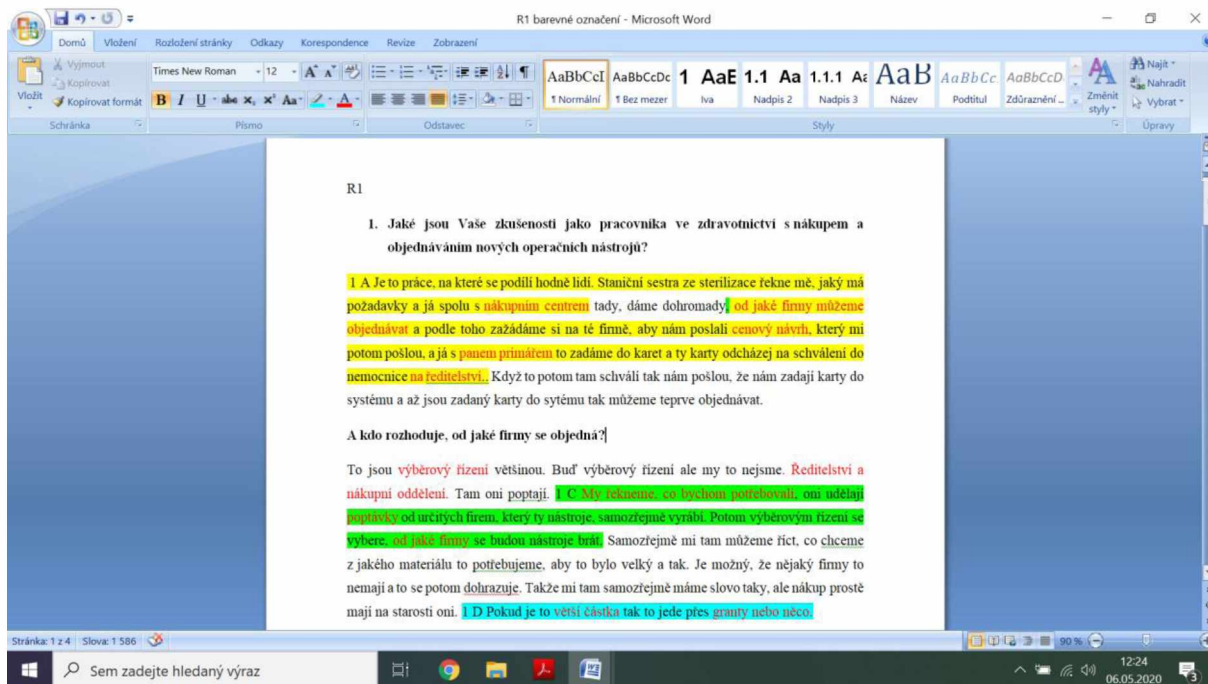 R1 barevné označení - Microsoft Word
Domů Vložení Rozložení stránky Odkazy Korespondence Revize Zobrazení
Vložit
Vyjmout
Kopírovat
Kopírovat formát
Schránka
Times New Roman 12
Písmo
Odstavec
AaBbCcI AaBbCcDc 1 AaE 1.1 Aa 1.1.1 Aa AaB AaBbCc AaBbCcD
¶ Normální ¶ Bez mezer Iva Nadpis 2 Nadpis 3 Název Podtitul Zdůraznění ...
Styly
Změnit styly
Najít
Nahradit
Vybrat
Úpravy
R1
1. Jaké jsou Vaše zkušenosti jako pracovníka ve zdravotnictví s nákupem a
objednáváním nových operačních nástrojů?
1 A Je to práce, na které se podílí hodně lidí. Staniční sestra ze sterilizace řekne mě, jaký má
požadavky a já spolu s nákupním centrem tady, dáme dohromady, od jaké firmy můžeme
objednávat a podle toho zažádáme si na té firmě, aby nám poslali cenový návrh, který mi
potom pošlou, a já s panem primářem to zadáme do karet a ty karty odcházej na schválení do
nemocnice na ředitelství.. Když to potom tam schválí tak nám pošlou, že nám zadají karty do
systému a až jsou zadaný karty do sytému tak můžeme teprve objednávat.
A kdo rozhoduje, od jaké firmy se objedná?
To jsou výběrový řízení většinou. Buď výběrový řízení ale my to nejsme. Ředitelství a
nákupní oddělení. Tam oni poptají. 1 C My řekneme, co bychom potřebovali, oni udělají
poptávky od určitých firem, který ty nástroje, samozřejmě vyrábí. Potom výběrovým řízení se
vybere, od jaké firmy se budou nástroje brát. Samozřejmě mi tam můžeme říct, co chceme
z jakého materiálu to potřebujeme, aby to bylo velký a tak. Je možný, že nějaký firmy to
nemají a to se potom dohrazuje. Takže mi tam samozřejmě máme slovo taky, ale nákup prostě
mají na starosti oni. 1 D Pokud je to větší částka tak to jede přes granty nebo něco.
Stránka: 1 z 4 Slova: 1 586 90 %
Sem zadejte hledaný výraz
12:24
06.05.2020
3